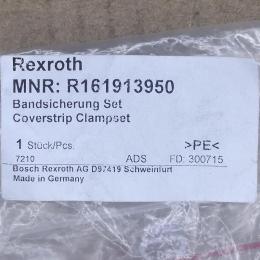 Rexroth
MNR: R161913950
Bandsicherung Set
Coverstrip Clampset
1 Stück/Pcs. >PE<
7210 ADS FD: 300715
Bosch Rexroth AG D97419 Schweinfurt
Made in Germany